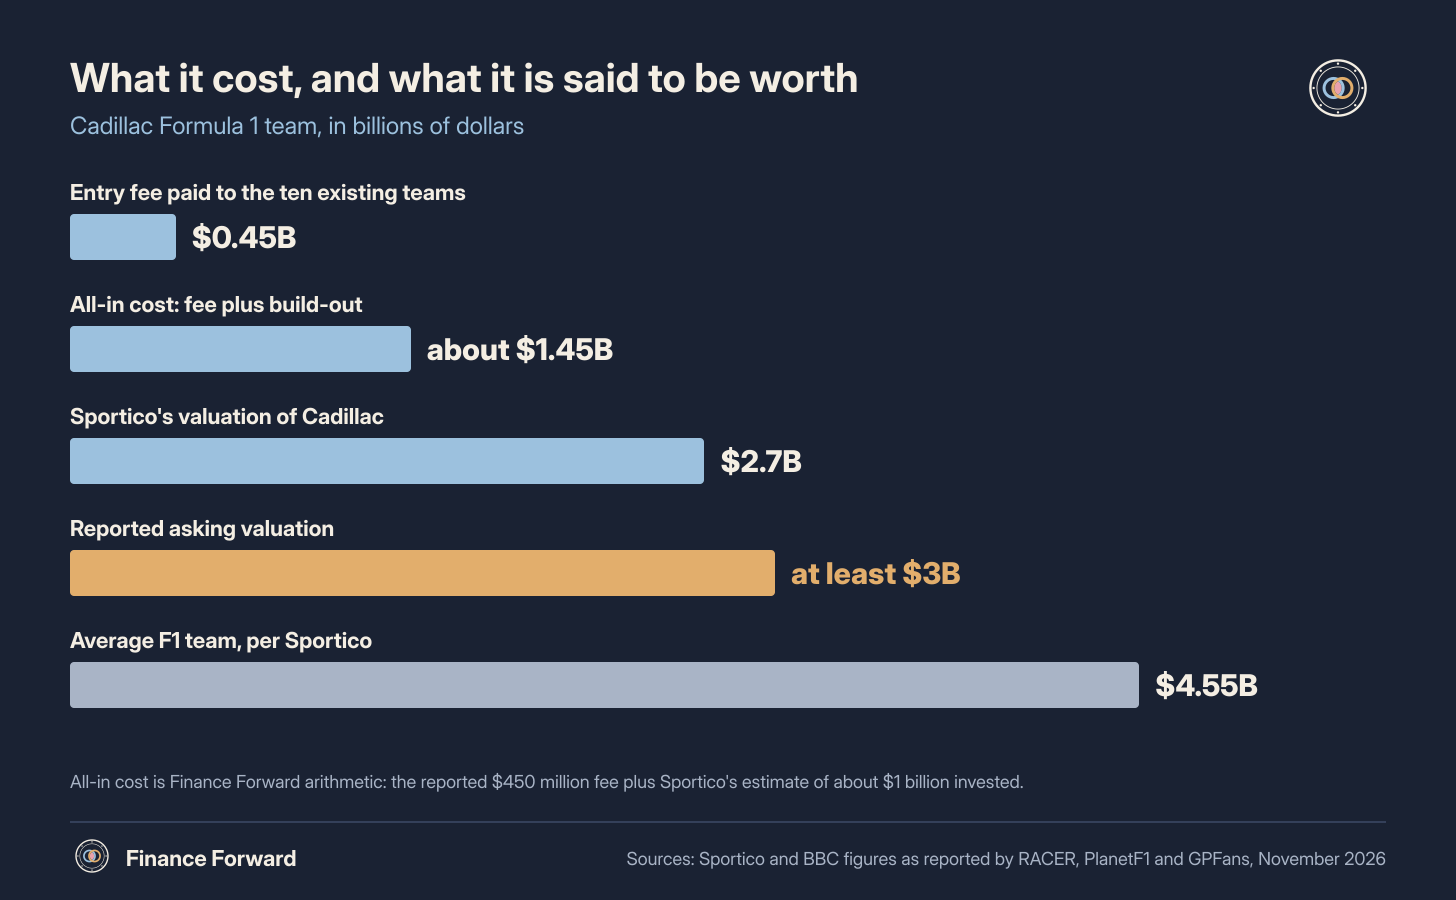 What it cost, and what it is said to be worth
Cadillac Formula 1 team, in billions of dollars
Entry fee paid to the ten existing teams
$0.45B
All-in cost: fee plus build-out
about $1.45B
Sportico's valuation of Cadillac
$2.7B
Reported asking valuation
at least $3B
Average F1 team, per Sportico
$4.55B
All-in cost is Finance Forward arithmetic: the reported $450 million fee plus Sportico's estimate of about $1 billion invested.
Finance Forward
Sources: Sportico and BBC figures as reported by RACER, PlanetF1 and GPFans, November 2026